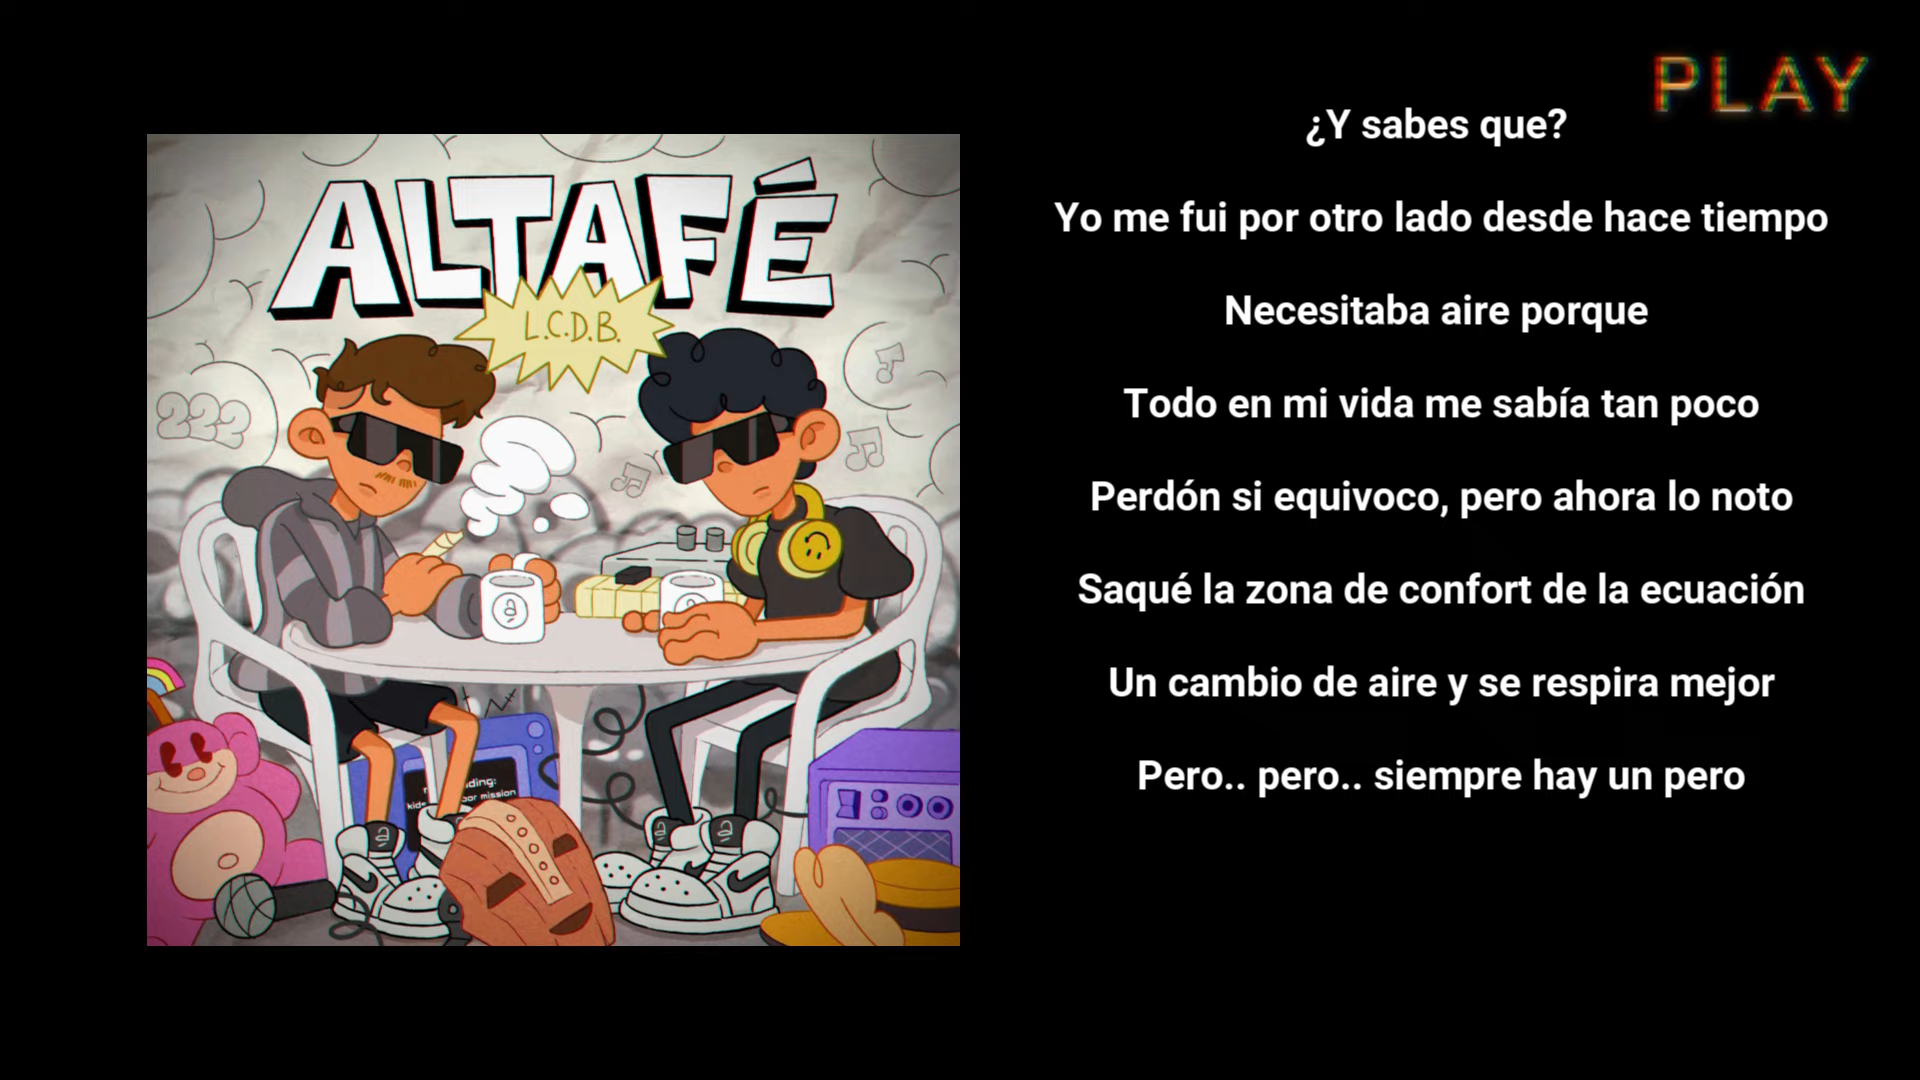 PLAY
ALTAFÉ
L.C.D.B.
222
¿Y sabes que?
Yo me fui por otro lado desde hace tiempo
Necesitaba aire porque
Todo en mi vida me sabía tan poco
Perdón si equivoco, pero ahora lo noto
Saqué la zona de confort de la ecuación
Un cambio de aire y se respira mejor
Pero.. pero.. siempre hay un pero
mission